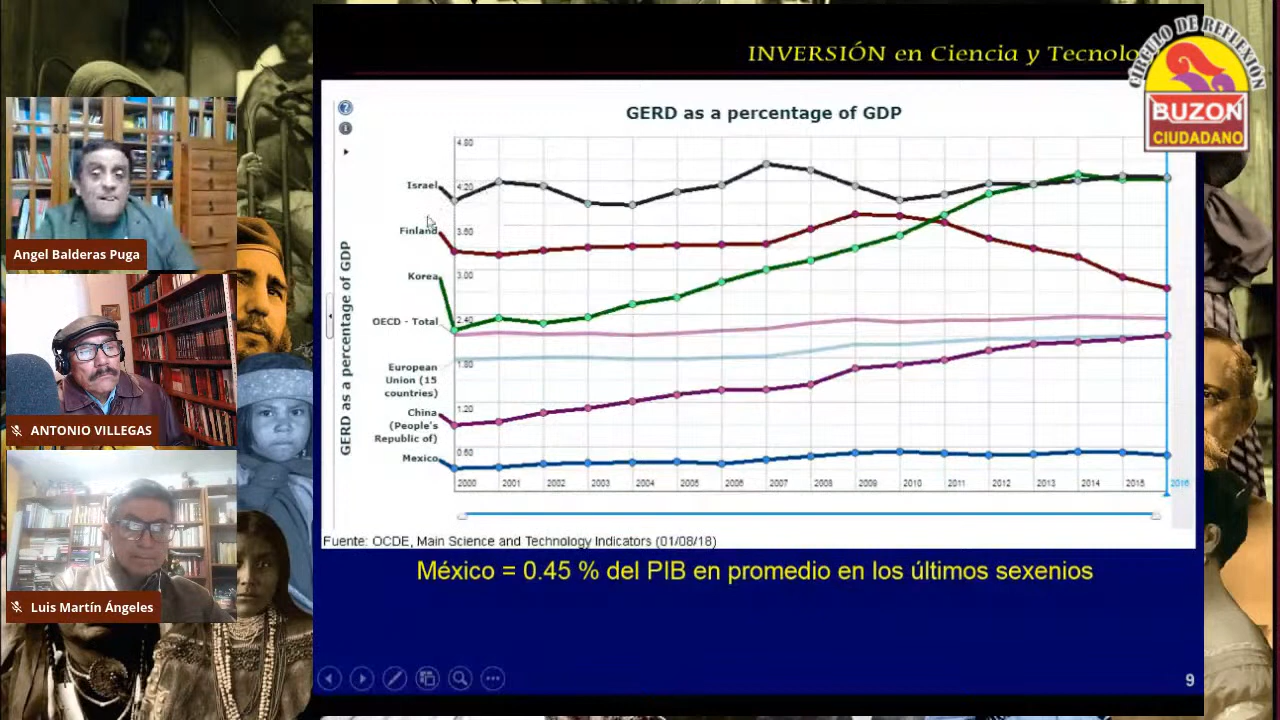 INVERSIÓN en Ciencia y Tecnolo
CÍRCULO DE REFLEXIÓN
BUZON
CIUDADANO
GERD as a percentage of GDP
GERD as a percentage of GDP
4.80
Israel
4.20
Finland
3.60
Korea
3.00
OECD - Total
2.40
European
Union (15
countries)
1.80
China
(People's
Republic of)
1.20
Mexico
0.60
2000 2001 2002 2003 2004 2005 2006 2007 2008 2009 2010 2011 2012 2013 2014 2015 2016
Fuente: OCDE, Main Science and Technology Indicators (01/08/18)
México = 0.45 % del PIB en promedio en los últimos sexenios
9
Angel Balderas Puga
ANTONIO VILLEGAS
Luis Martín Ángeles